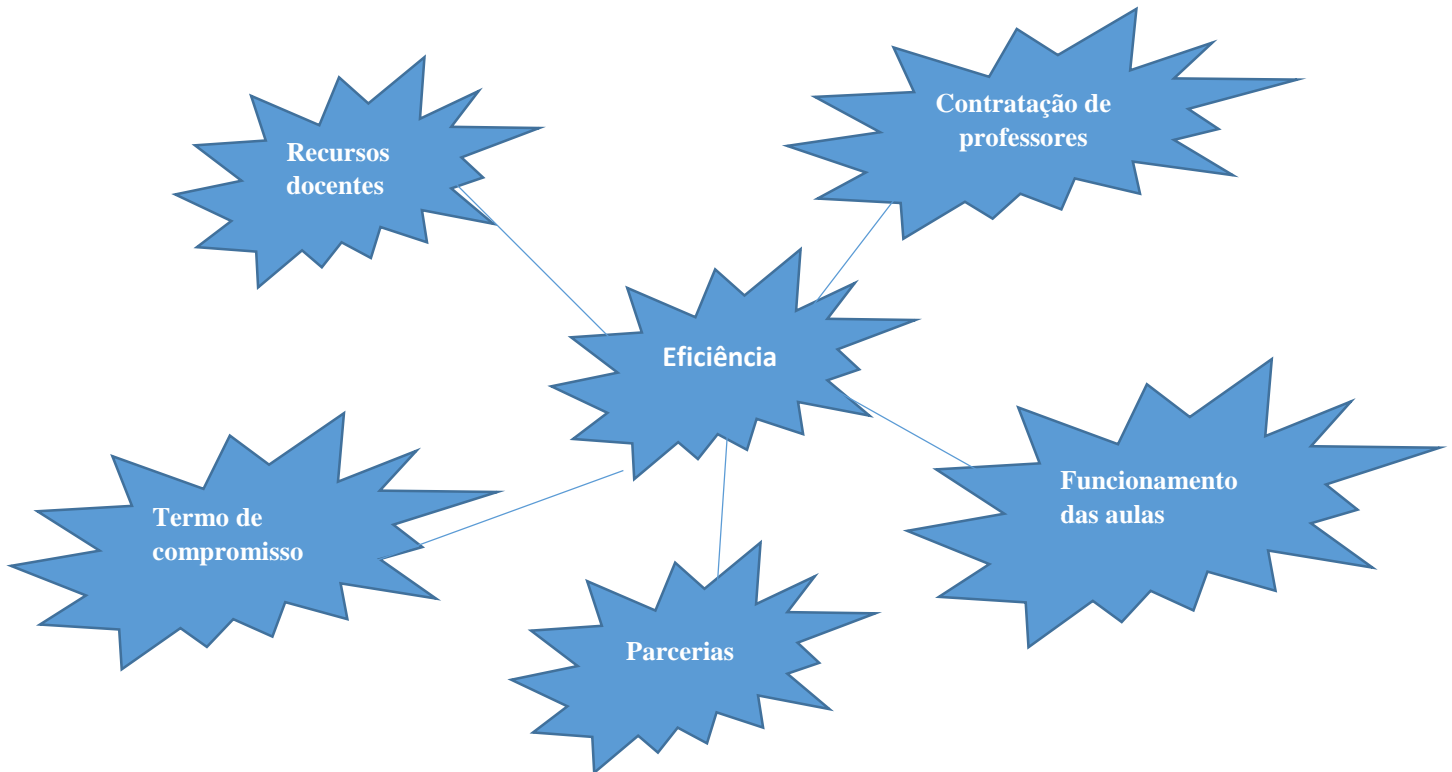 Contratação de
professores
Recursos
docentes
Eficiência
Funcionamento
das aulas
Termo de
compromisso
Parcerias